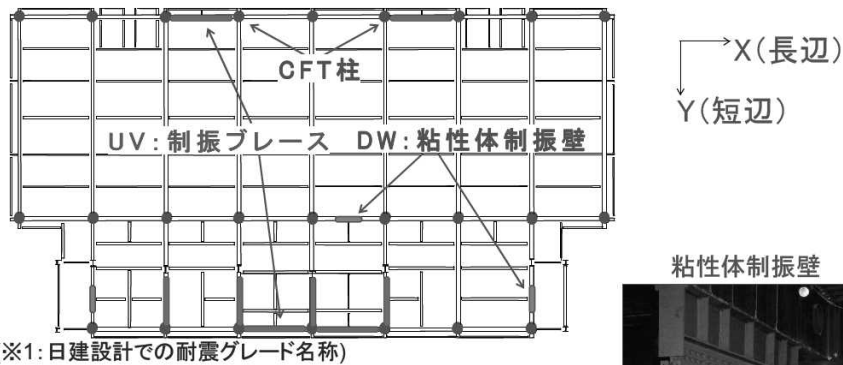 X(長辺)
CFT柱
Y(短辺)
UV:制振ブレース DW:粘性体制振壁
粘性体制振壁
(※1:日建設計での耐震グレード名称)